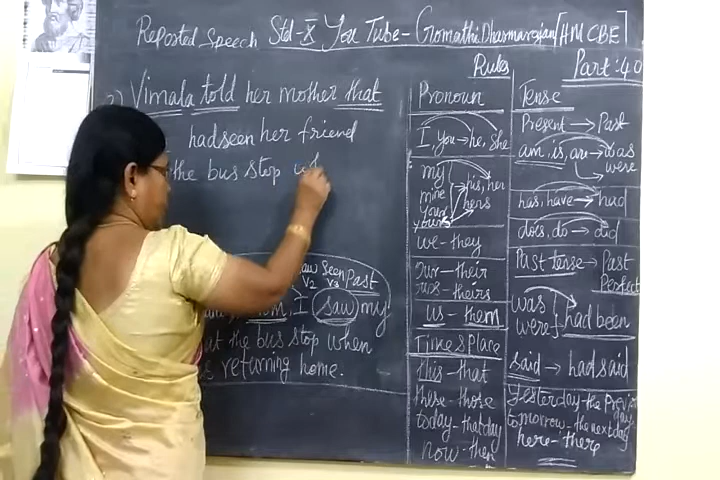 Reported Speech Std-X You Tube-Gomathi Dharmarajan [HM CBE]
Rules Part:40
2) Vimala told her mother that
had seen her friend
the bus stop
saw seen Past
V2 V3
I saw my
at the bus stop when
returning home.
Pronoun
I, you → he, she
my
mine
your
yours
his, her
hers
we - they
our - their
ours - theirs
us - them
Time & Place
This - that
these - those
today - that day
now - then
Tense
Present → Past
am, is, are → was
were
has, have → had
does, do → did
Past tense → Past
Perfect
was
were
had been
said → had said
Yesterday - the Previous
day
tomorrow - the next day
here - there